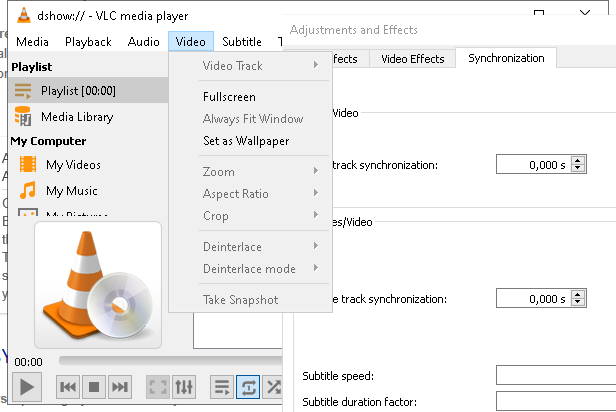 dshow:// - VLC media player
Adjustments and Effects
Media Playback Audio Video Subtitle
Video Effects Synchronization
Playlist
Playlist [00:00]
Media Library
My Computer
My Videos
My Music
My Pictures
Video Track
Fullscreen
Always Fit Window
Set as Wallpaper
Zoom
Aspect Ratio
Crop
Deinterlace
Deinterlace mode
Take Snapshot
/Video
track synchronization:
0,000 s
es/Video
e track synchronization:
0,000 s
Subtitle speed:
Subtitle duration factor:
00:00